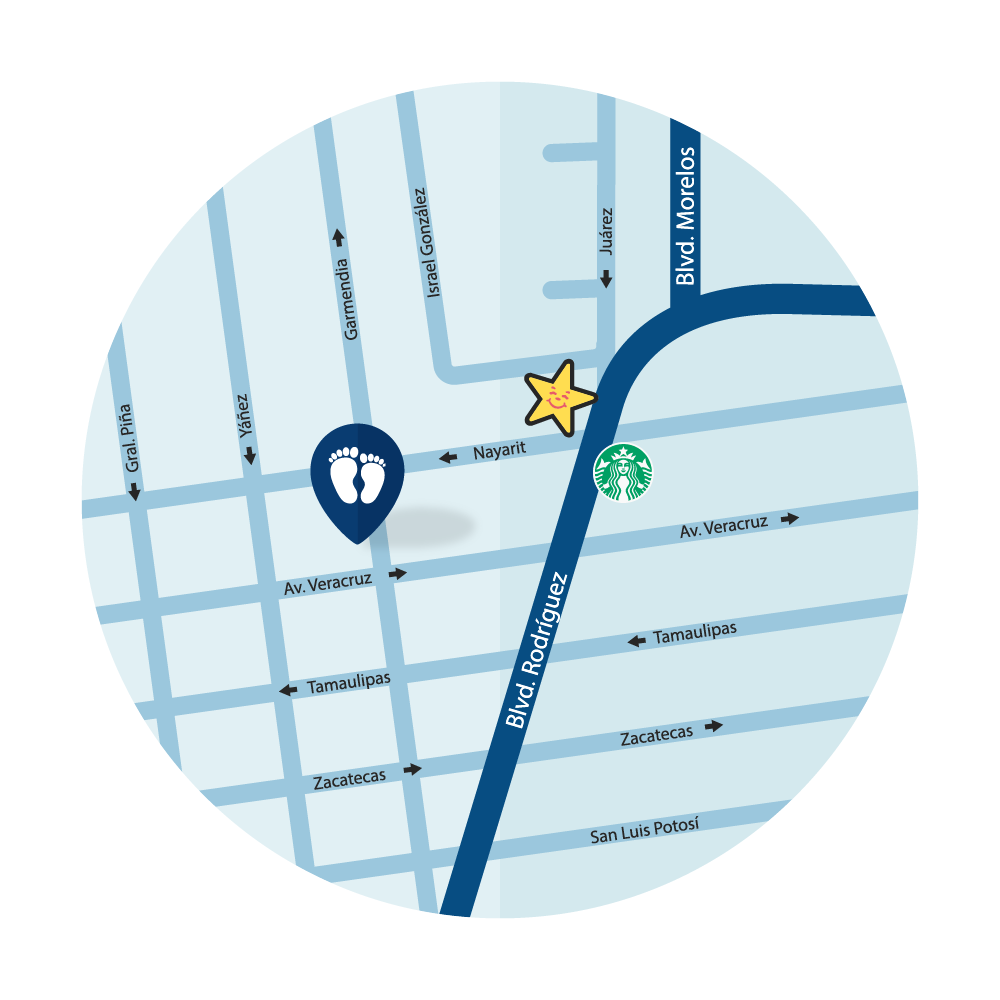 Blvd. Morelos
Israel González
Juárez
Garmendia
Gral. Piña
Yáñez
Nayarit
Av. Veracruz
Av. Veracruz
Tamaulipas
Tamaulipas
Blvd. Rodríguez
Zacatecas
Zacatecas
San Luis Potosí